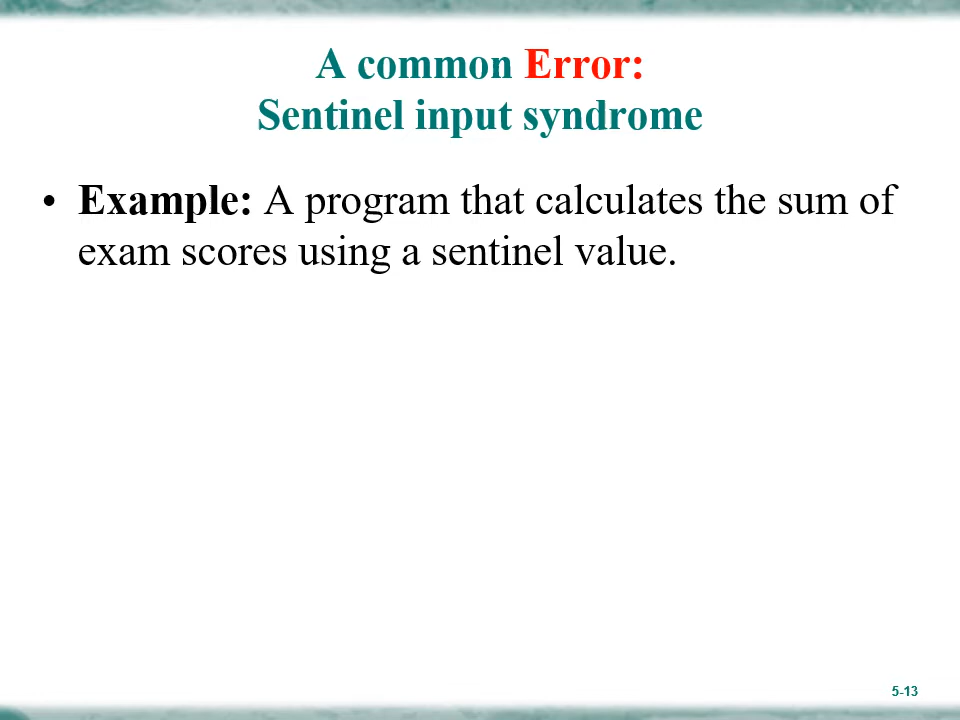 A common Error:
Sentinel input syndrome
• Example: A program that calculates the sum of
exam scores using a sentinel value.
5-13